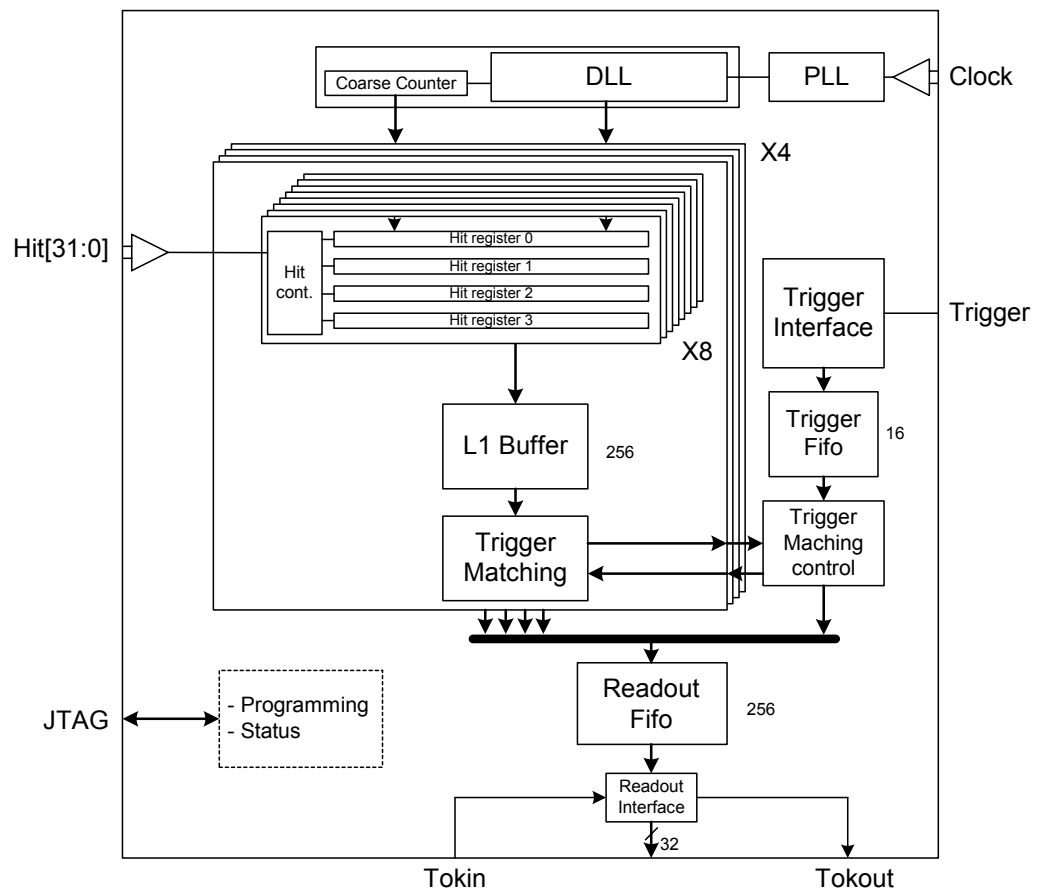 Coarse Counter
DLL
PLL
Clock
X4
Hit[31:0]
Hit register 0
Hit
cont.
Hit register 1
Hit register 2
Hit register 3
X8
Trigger
Interface
Trigger
L1 Buffer
256
Trigger
Fifo
16
Trigger
Matching
Trigger
Maching
control
Readout
Fifo
256
JTAG
- Programming
- Status
Readout
Interface
32
Tokin
Tokout